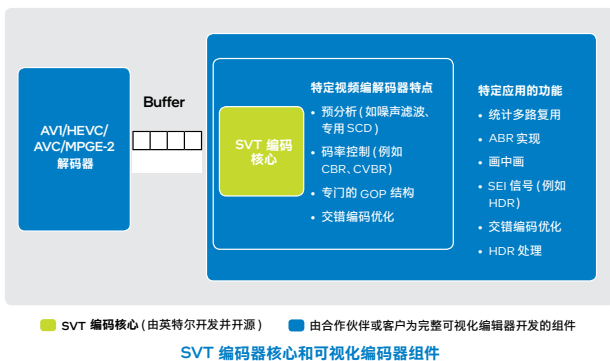 AV1/HEVC/
AVC/MPGE-2
解码器
Buffer
SVT 编码
核心
特定视频编解码器特点
• 预分析 (如噪声滤波、
专用 SCD)
• 码率控制 (例如
CBR、CVBR)
• 专门的 GOP 结构
• 交错编码优化
特定应用的功能
• 统计多路复用
• ABR 实现
• 画中画
• SEI 信号 (例如
HDR)
• 交错编码优化
• HDR 处理
SVT 编码核心 (由英特尔开发并开源)
由合作伙伴或客户为完整可视化编辑器开发的组件
SVT 编码器核心和可视化编码器组件